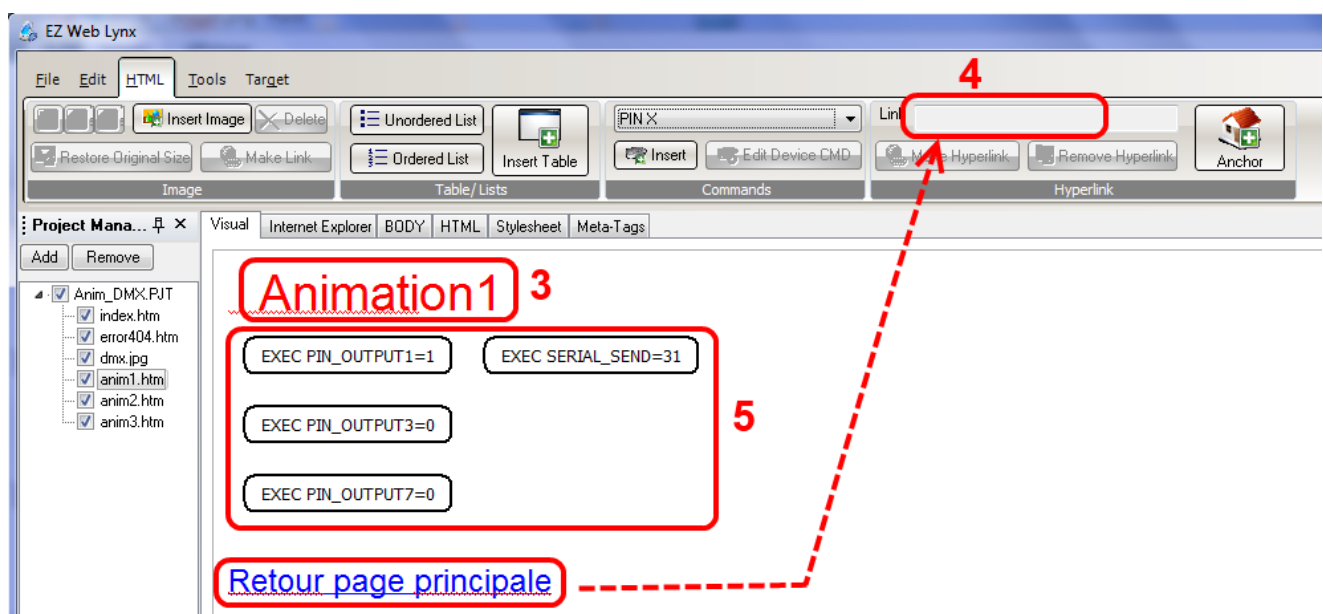 EZ Web Lynx
File Edit HTML Tools Target
4
Insert Image Delete
Restore Original Size Make Link
Image
Unordered List
Ordered List
Insert Table
Table/Lists
PIN X
Insert Edit Device CMD
Commands
Link
Make Hyperlink Remove Hyperlink
Anchor
Hyperlink
Project Mana...
Add Remove
Anim_DMX.PJT
index.htm
error404.htm
dmx.jpg
anim1.htm
anim2.htm
anim3.htm
Visual Internet Explorer BODY HTML Stylesheet Meta-Tags
Animation1 3
EXEC PIN_OUTPUT1=1 EXEC SERIAL_SEND=31
EXEC PIN_OUTPUT3=0 5
EXEC PIN_OUTPUT7=0
Retour page principale